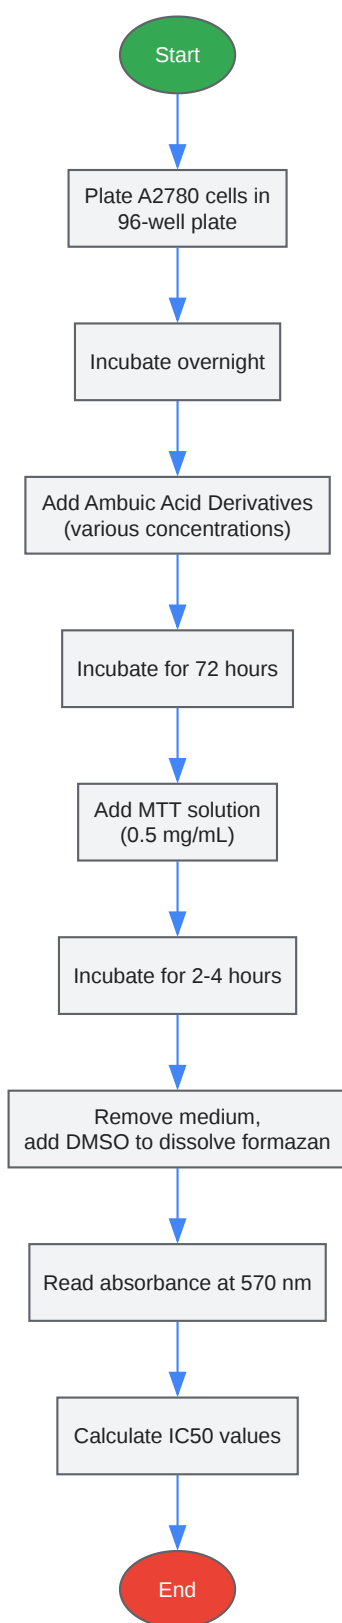 Start
Plate A2780 cells in
96-well plate
Incubate overnight
Add Ambuic Acid Derivatives
(various concentrations)
Incubate for 72 hours
Add MTT solution
(0.5 mg/mL)
Incubate for 2-4 hours
Remove medium,
add DMSO to dissolve formazan
Read absorbance at 570 nm
Calculate IC50 values
End